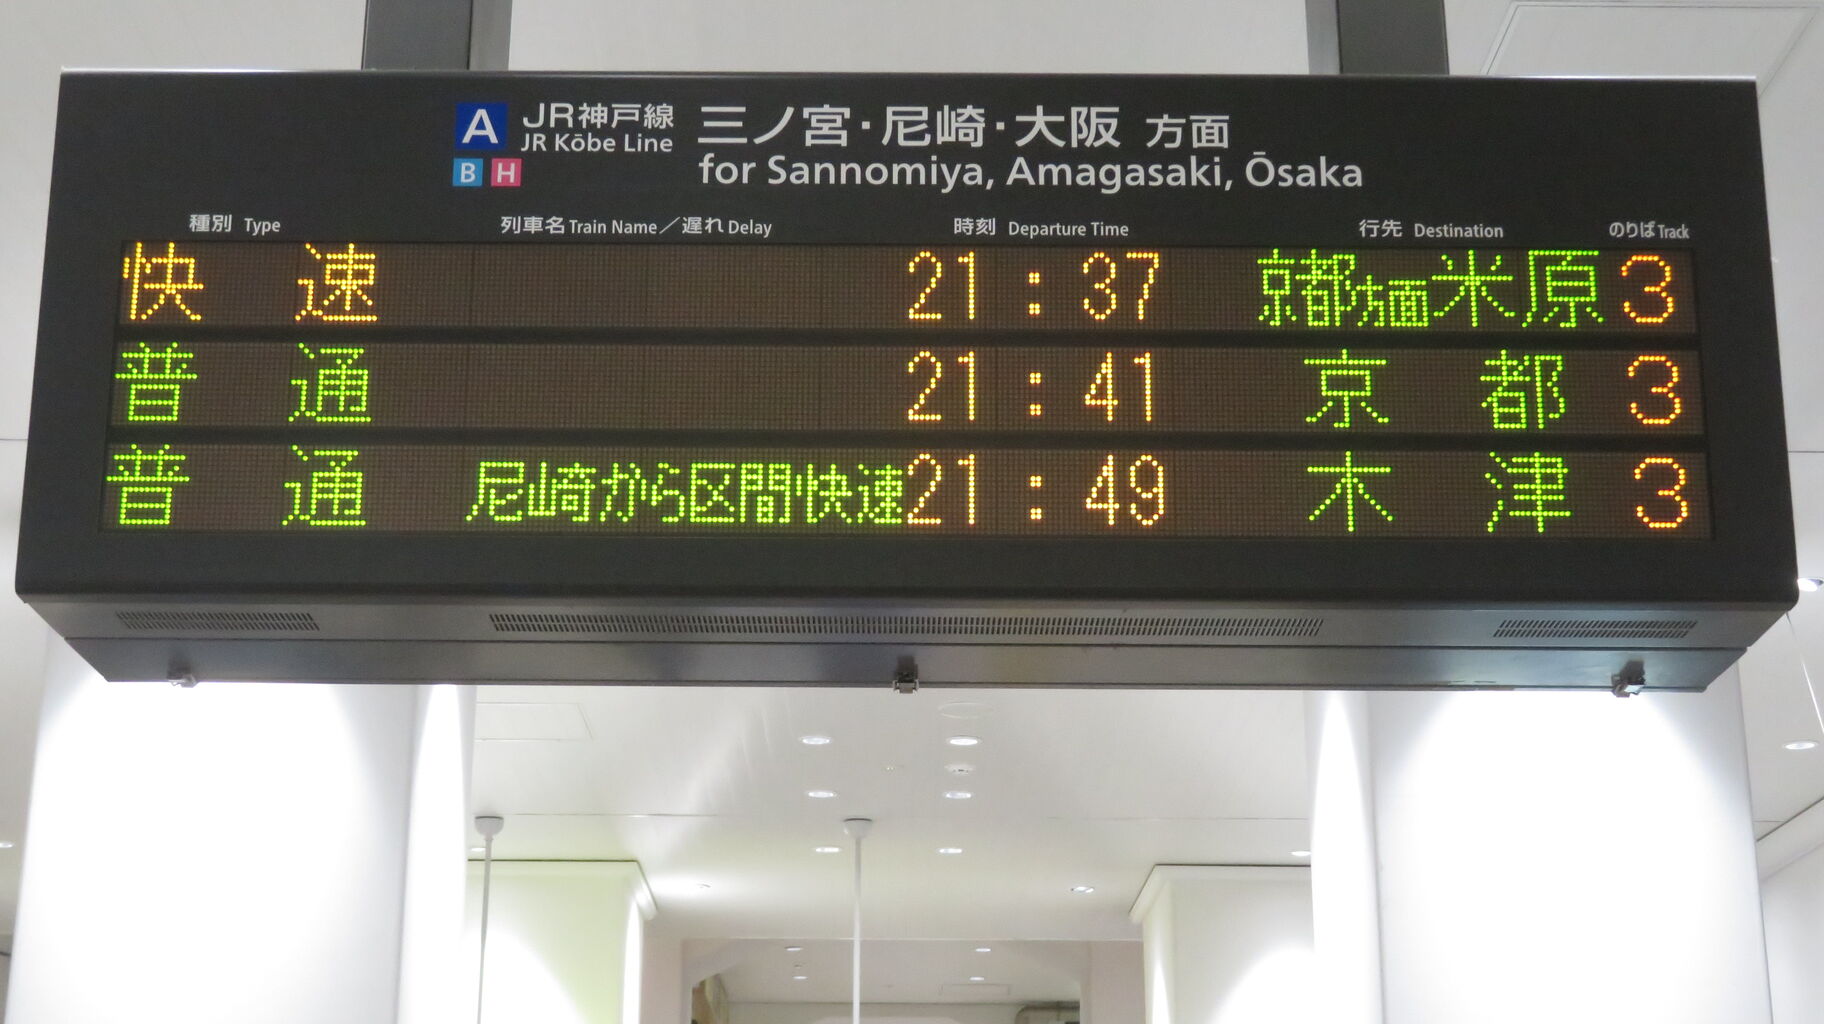 A JR神戸線 三ノ宮・尼崎・大阪 方面
JR Kōbe Line
B H for Sannomiya, Amagasaki, Ōsaka
種別 Type 列車名 Train Name／遅れ Delay 時刻 Departure Time 行先 Destination のりば Track
快速 21:37 京都方面米原 3
普通 21:41 京都 3
普通 尼崎から区間快速 21:49 木津 3